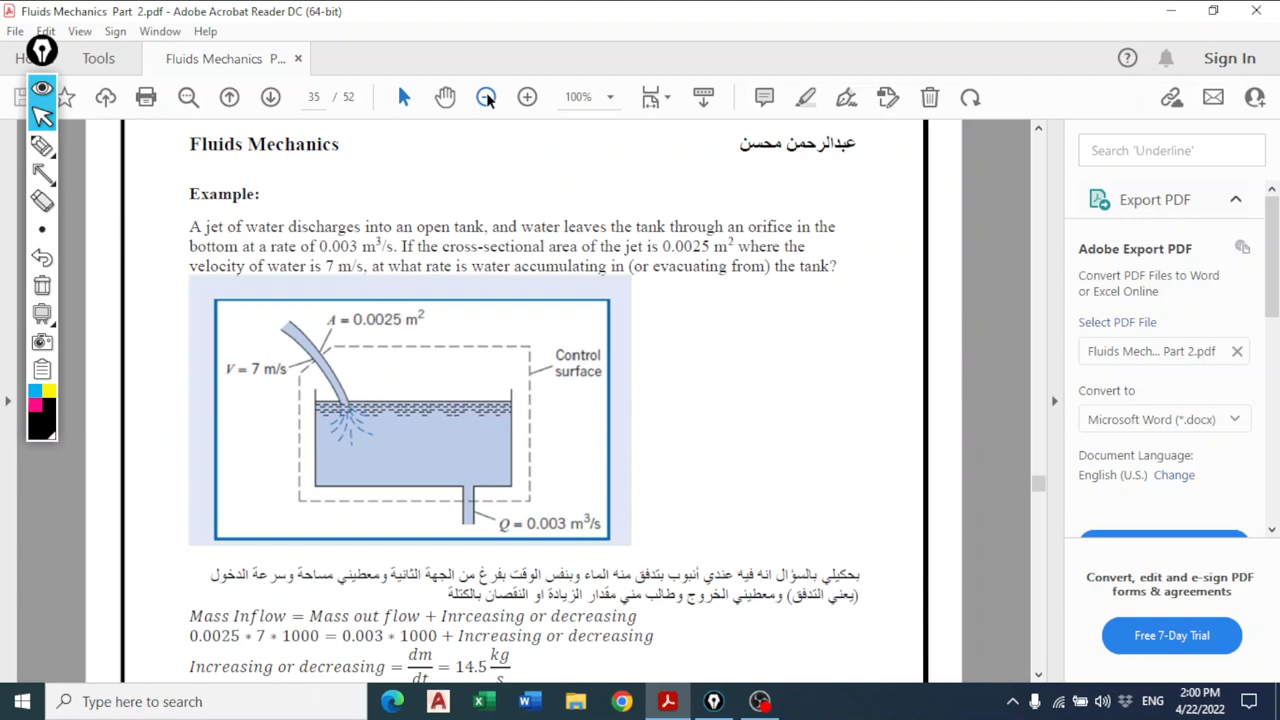 Fluids Mechanics Part 2.pdf - Adobe Acrobat Reader DC (64-bit)
File Edit View Sign Window Help
Tools
Fluids Mechanics P... ×
Sign In
35 / 52
100%
Fluids Mechanics
عبدالرحمن محسن
Example:
A jet of water discharges into an open tank, and water leaves the tank through an orifice in the
bottom at a rate of 0.003 m³/s. If the cross-sectional area of the jet is 0.0025 m² where the
velocity of water is 7 m/s, at what rate is water accumulating in (or evacuating from) the tank?
A = 0.0025 m²
V = 7 m/s
Control
surface
Q = 0.003 m³/s
بحكيلي بالسؤال انه فيه عندي أنبوب بتدفق منه الماء وبنفس الوقت بفرغ من الجهة الثانية ومعطيني مساحة وسرعة الدخول
(يعني التدفق) ومعطيني الخروج وطالب مني مقدار الزيادة او النقصان بالكتلة
Mass Inflow = Mass out flow + Inrceasing or decreasing
0.0025 * 7 * 1000 = 0.003 * 1000 + Increasing or decreasing
Increasing or decreasing = dm/dt = 14.5 kg/s
Search 'Underline'
Export PDF
Adobe Export PDF
Convert PDF Files to Word
or Excel Online
Select PDF File
Fluids Mech... Part 2.pdf
Convert to
Microsoft Word (*.docx)
Document Language:
English (U.S.) Change
Convert, edit and e-sign PDF
forms & agreements
Free 7-Day Trial
Type here to search
ENG
2:00 PM
4/22/2022